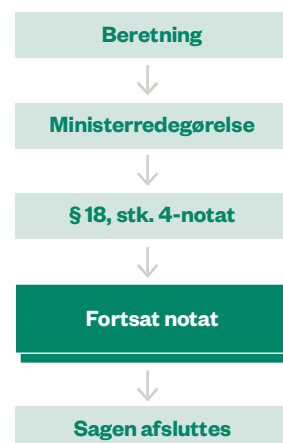 Beretning
Ministerredegørelse
§ 18, stk. 4-notat
Fortsat notat
Sagen afsluttes